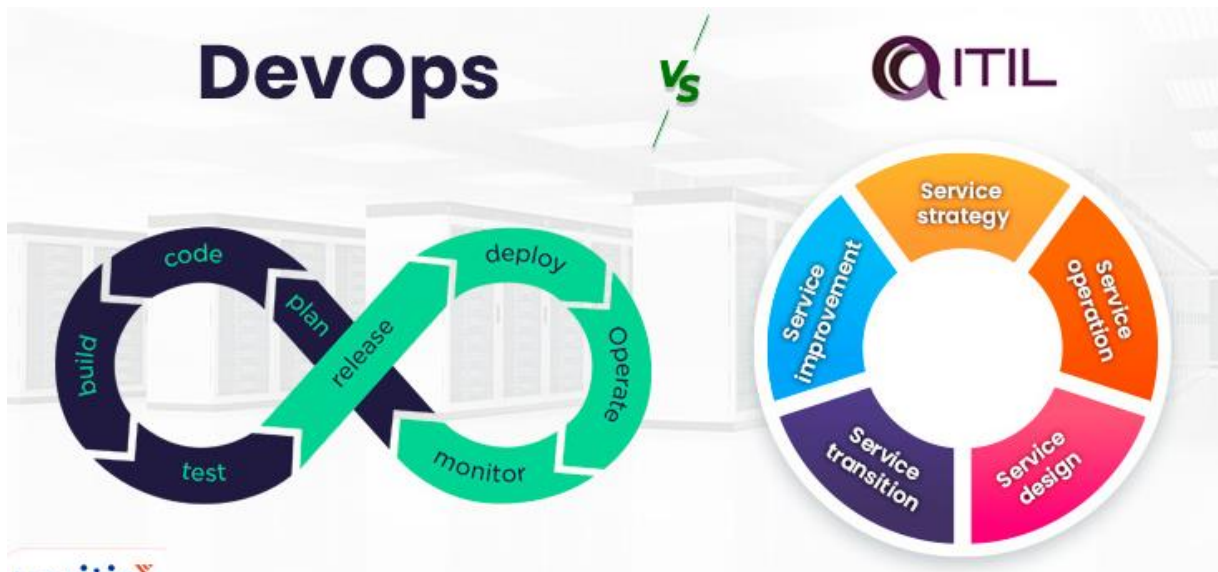 DevOps
vs
ITIL
code
plan
build
test
release
deploy
Operate
monitor
Service
strategy
Service
operation
Service
design
Service
transition
Service
improvement